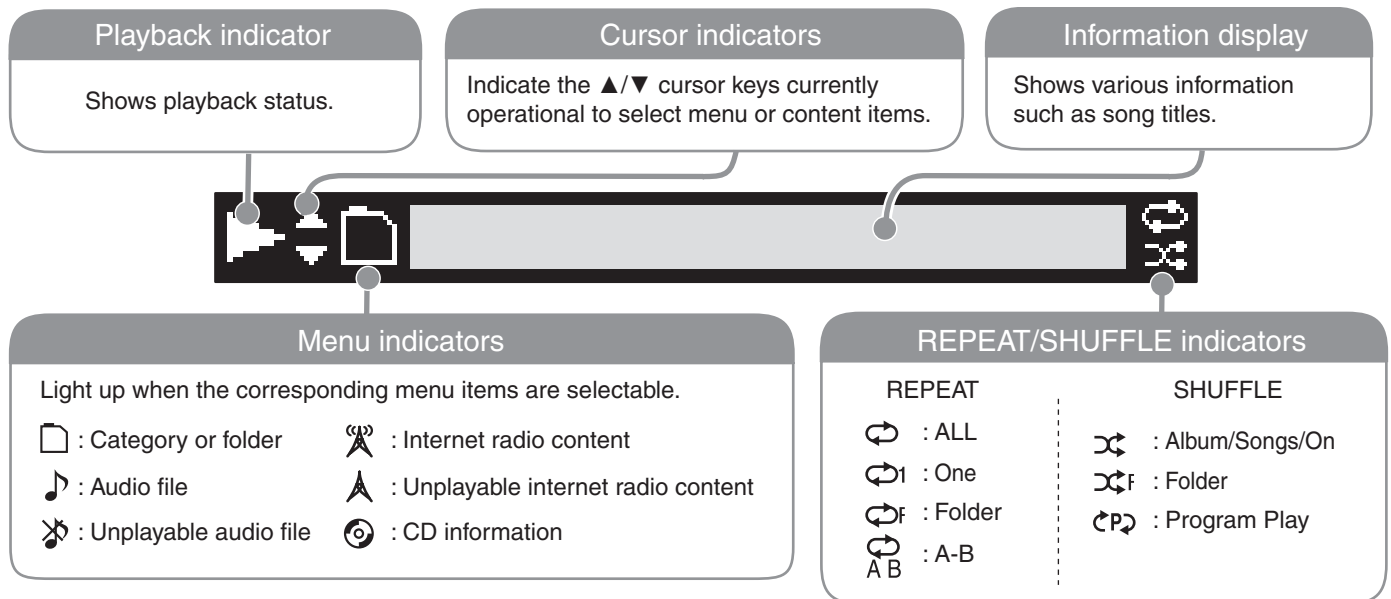 Playback indicator
Shows playback status.
Cursor indicators
Indicate the ▲/▼ cursor keys currently
operational to select menu or content items.
Information display
Shows various information
such as song titles.
Menu indicators
Light up when the corresponding menu items are selectable.
: Category or folder
: Audio file
: Unplayable audio file
: Internet radio content
: Unplayable internet radio content
: CD information
REPEAT/SHUFFLE indicators
REPEAT
: ALL
1 : One
F : Folder
A B : A-B
SHUFFLE
: Album/Songs/On
F : Folder
P : Program Play